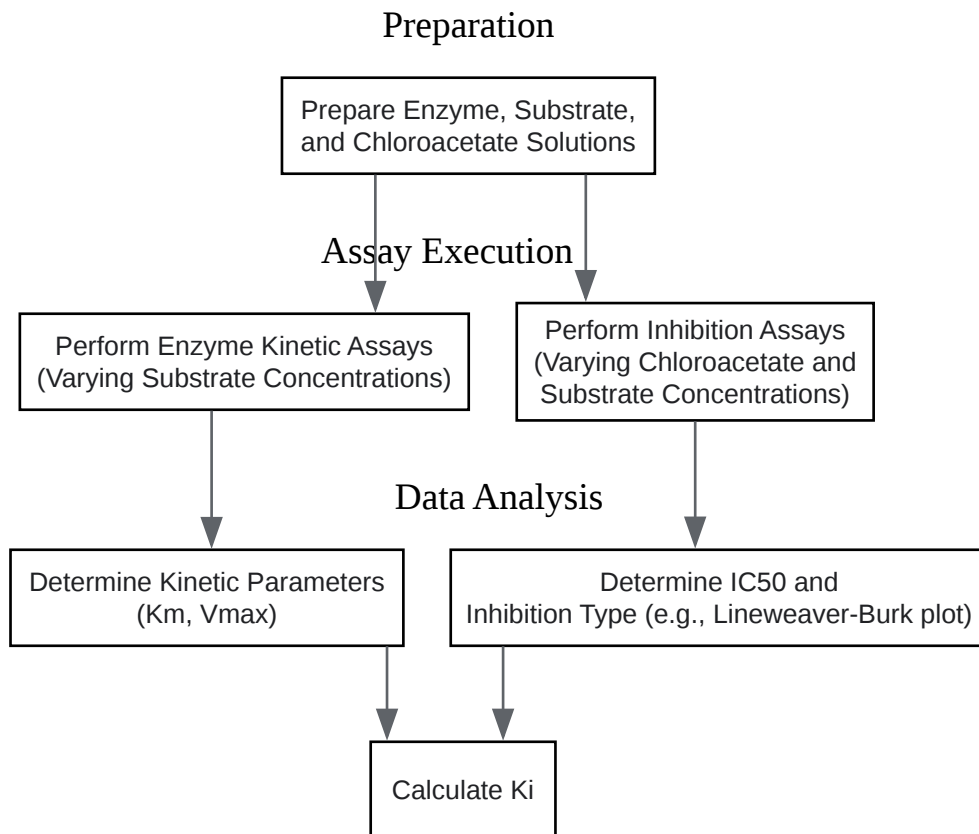 Preparation
Prepare Enzyme, Substrate,
and Chloroacetate Solutions
Assay Execution
Perform Enzyme Kinetic Assays
(Varying Substrate Concentrations)
Perform Inhibition Assays
(Varying Chloroacetate and
Substrate Concentrations)
Data Analysis
Determine Kinetic Parameters
(Km, Vmax)
Determine IC50 and
Inhibition Type (e.g., Lineweaver-Burk plot)
Calculate Ki